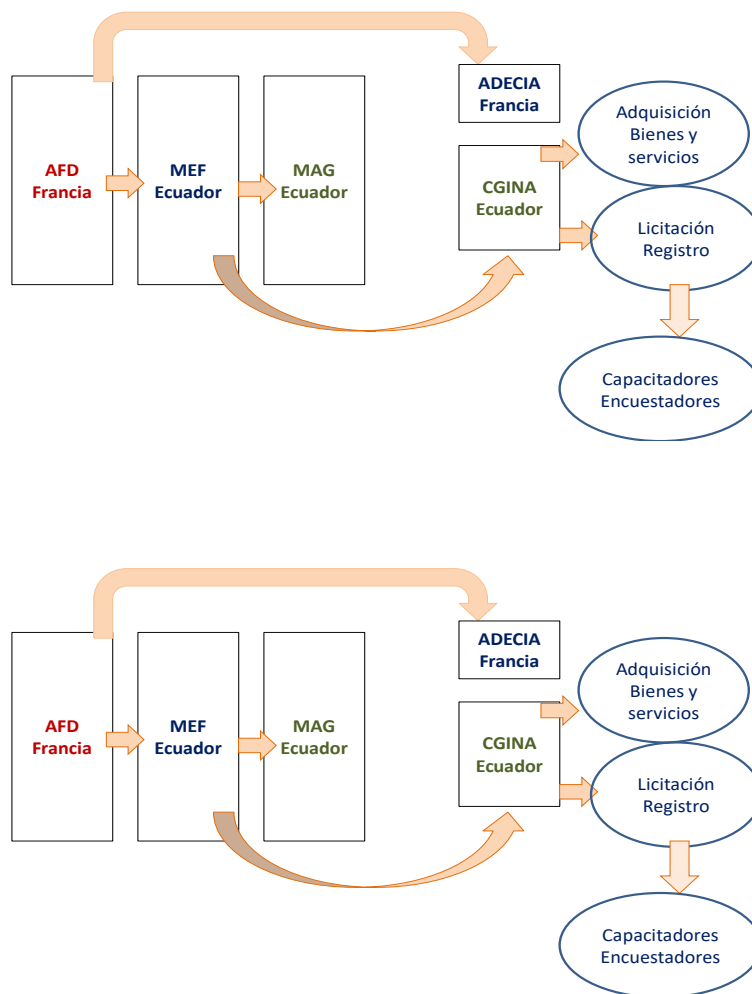 ADECIA
Francia
Adquisición
Bienes y
servicios
AFD
Francia
MEF
Ecuador
MAG
Ecuador
CGINA
Ecuador
Licitación
Registro
Capacitadores
Encuestadores
ADECIA
Francia
Adquisición
Bienes y
servicios
AFD
Francia
MEF
Ecuador
MAG
Ecuador
CGINA
Ecuador
Licitación
Registro
Capacitadores
Encuestadores